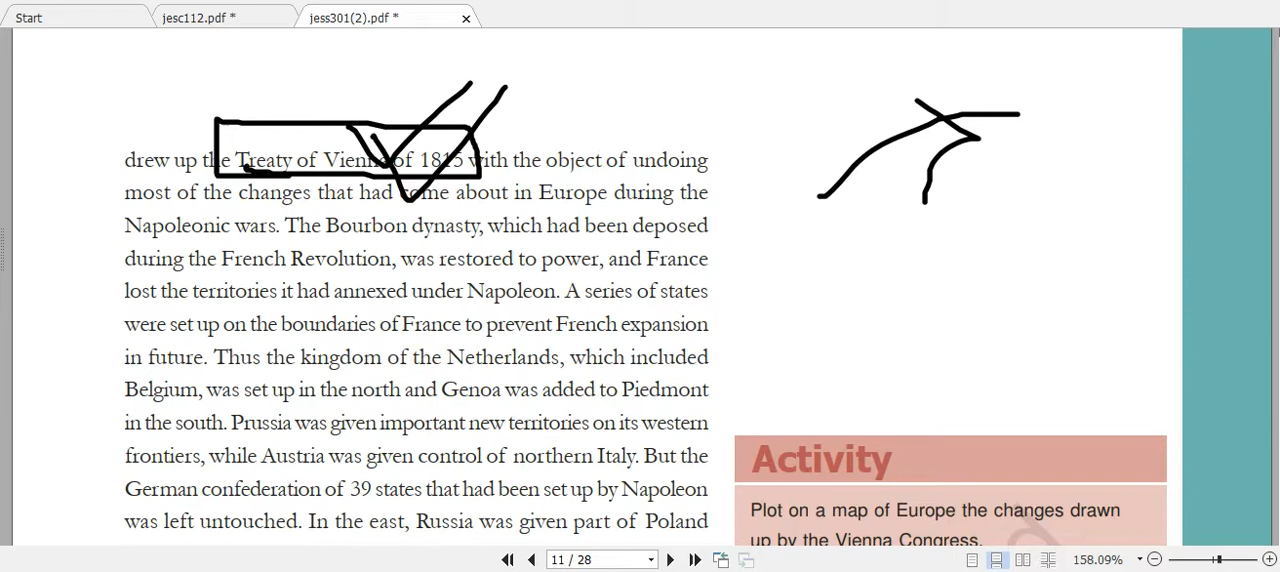 Start
jesc112.pdf *
jess301(2).pdf *
drew up the Treaty of Vienna of 1815 with the object of undoing
most of the changes that had come about in Europe during the
Napoleonic wars. The Bourbon dynasty, which had been deposed
during the French Revolution, was restored to power, and France
lost the territories it had annexed under Napoleon. A series of states
were set up on the boundaries of France to prevent French expansion
in future. Thus the kingdom of the Netherlands, which included
Belgium, was set up in the north and Genoa was added to Piedmont
in the south. Prussia was given important new territories on its western
frontiers, while Austria was given control of northern Italy. But the
German confederation of 39 states that had been set up by Napoleon
was left untouched. In the east, Russia was given part of Poland
Activity
Plot on a map of Europe the changes drawn
up by the Vienna Congress.
11 / 28
158.09%